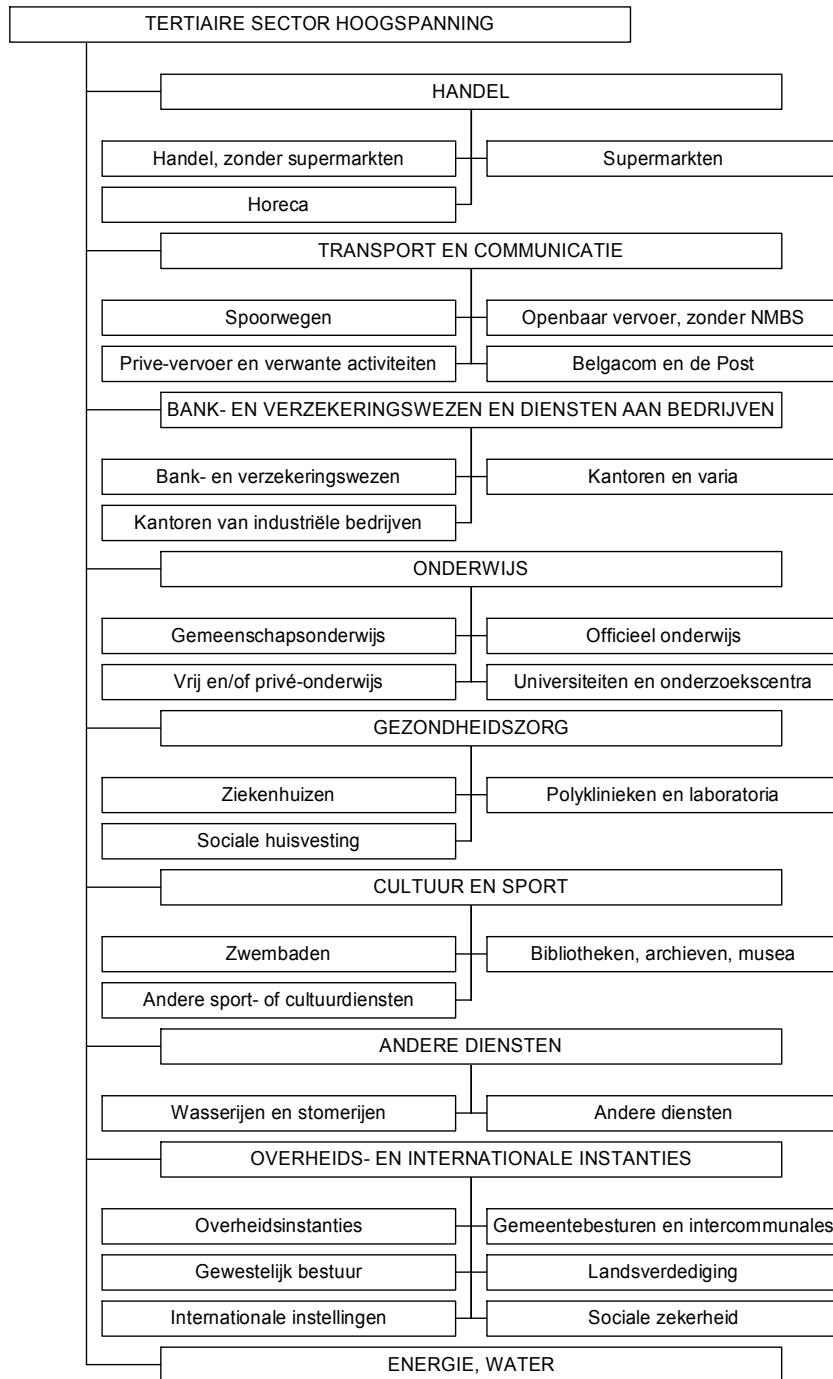 TERTIAIRE SECTOR HOOGSPANNING
HANDEL
Handel, zonder supermarkten
Supermarkten
Horeca
TRANSPORT EN COMMUNICATIE
Spoorwegen
Openbaar vervoer, zonder NMBS
Prive-vervoer en verwante activiteiten
Belgacom en de Post
BANK- EN VERZEKERINGSWEZEN EN DIENSTEN AAN BEDRIJVEN
Bank- en verzekeringswezen
Kantoren en varia
Kantoren van industriële bedrijven
ONDERWIJS
Gemeenschapsonderwijs
Officieel onderwijs
Vrij en/of privé-onderwijs
Universiteiten en onderzoekscentra
GEZONDHEIDSZORG
Ziekenhuizen
Polyklinieken en laboratoria
Sociale huisvesting
CULTUUR EN SPORT
Zwembaden
Bibliotheken, archieven, musea
Andere sport- of cultuurdiensten
ANDERE DIENSTEN
Wasserijen en stomerijen
Andere diensten
OVERHEIDS- EN INTERNATIONALE INSTANTIES
Overheidsinstanties
Gemeentebesturen en intercommunales
Gewestelijk bestuur
Landsverdediging
Internationale instellingen
Sociale zekerheid
ENERGIE, WATER